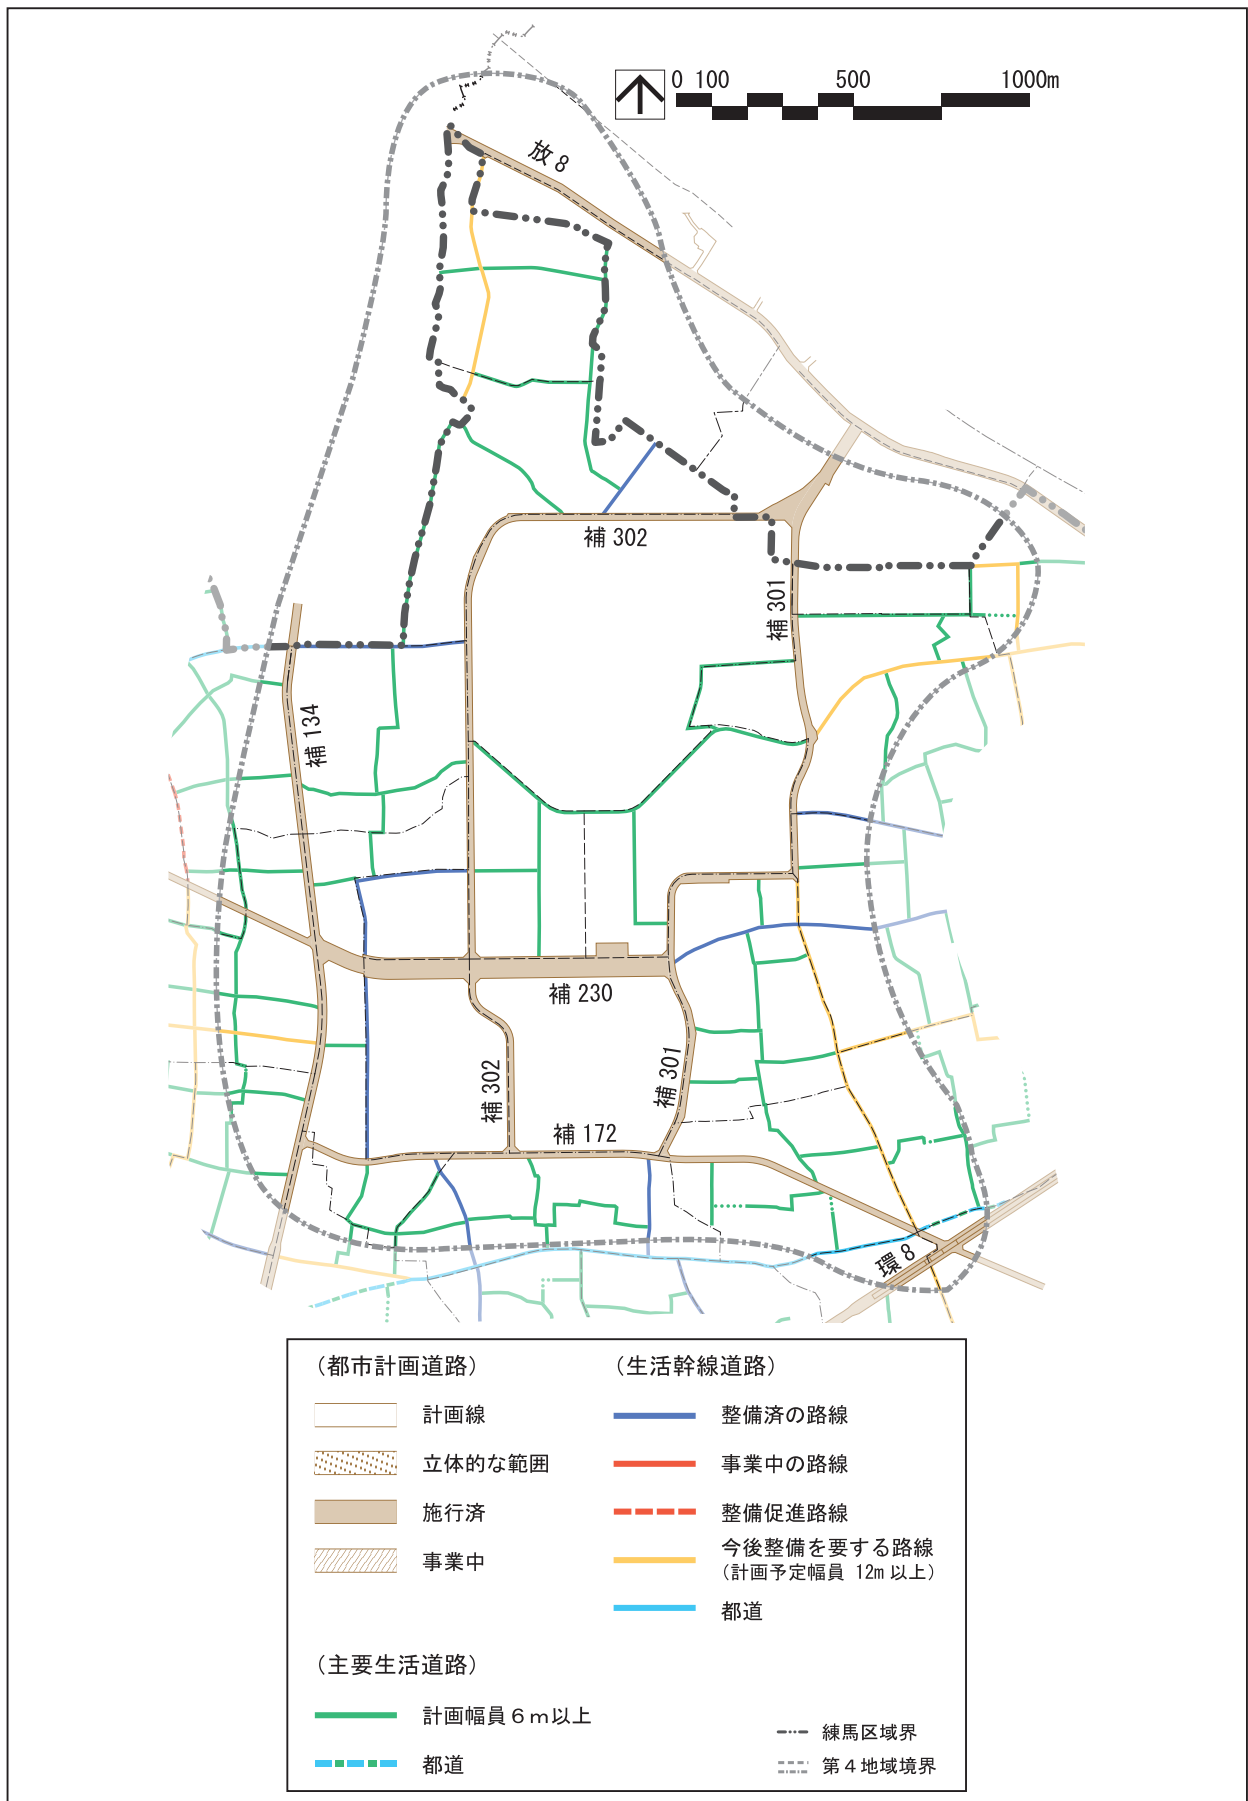 0 100 500 1000m
放8
補 302
補 301
補 134
補 230
補 302
補 301
補 172
環 8
（都市計画道路）
計画線
立体的な範囲
施行済
事業中
（生活幹線道路）
整備済の路線
事業中の路線
整備促進路線
今後整備を要する路線
（計画予定幅員 12m 以上）
都道
（主要生活道路）
計画幅員６ｍ以上
都道
練馬区域界
第４地域境界